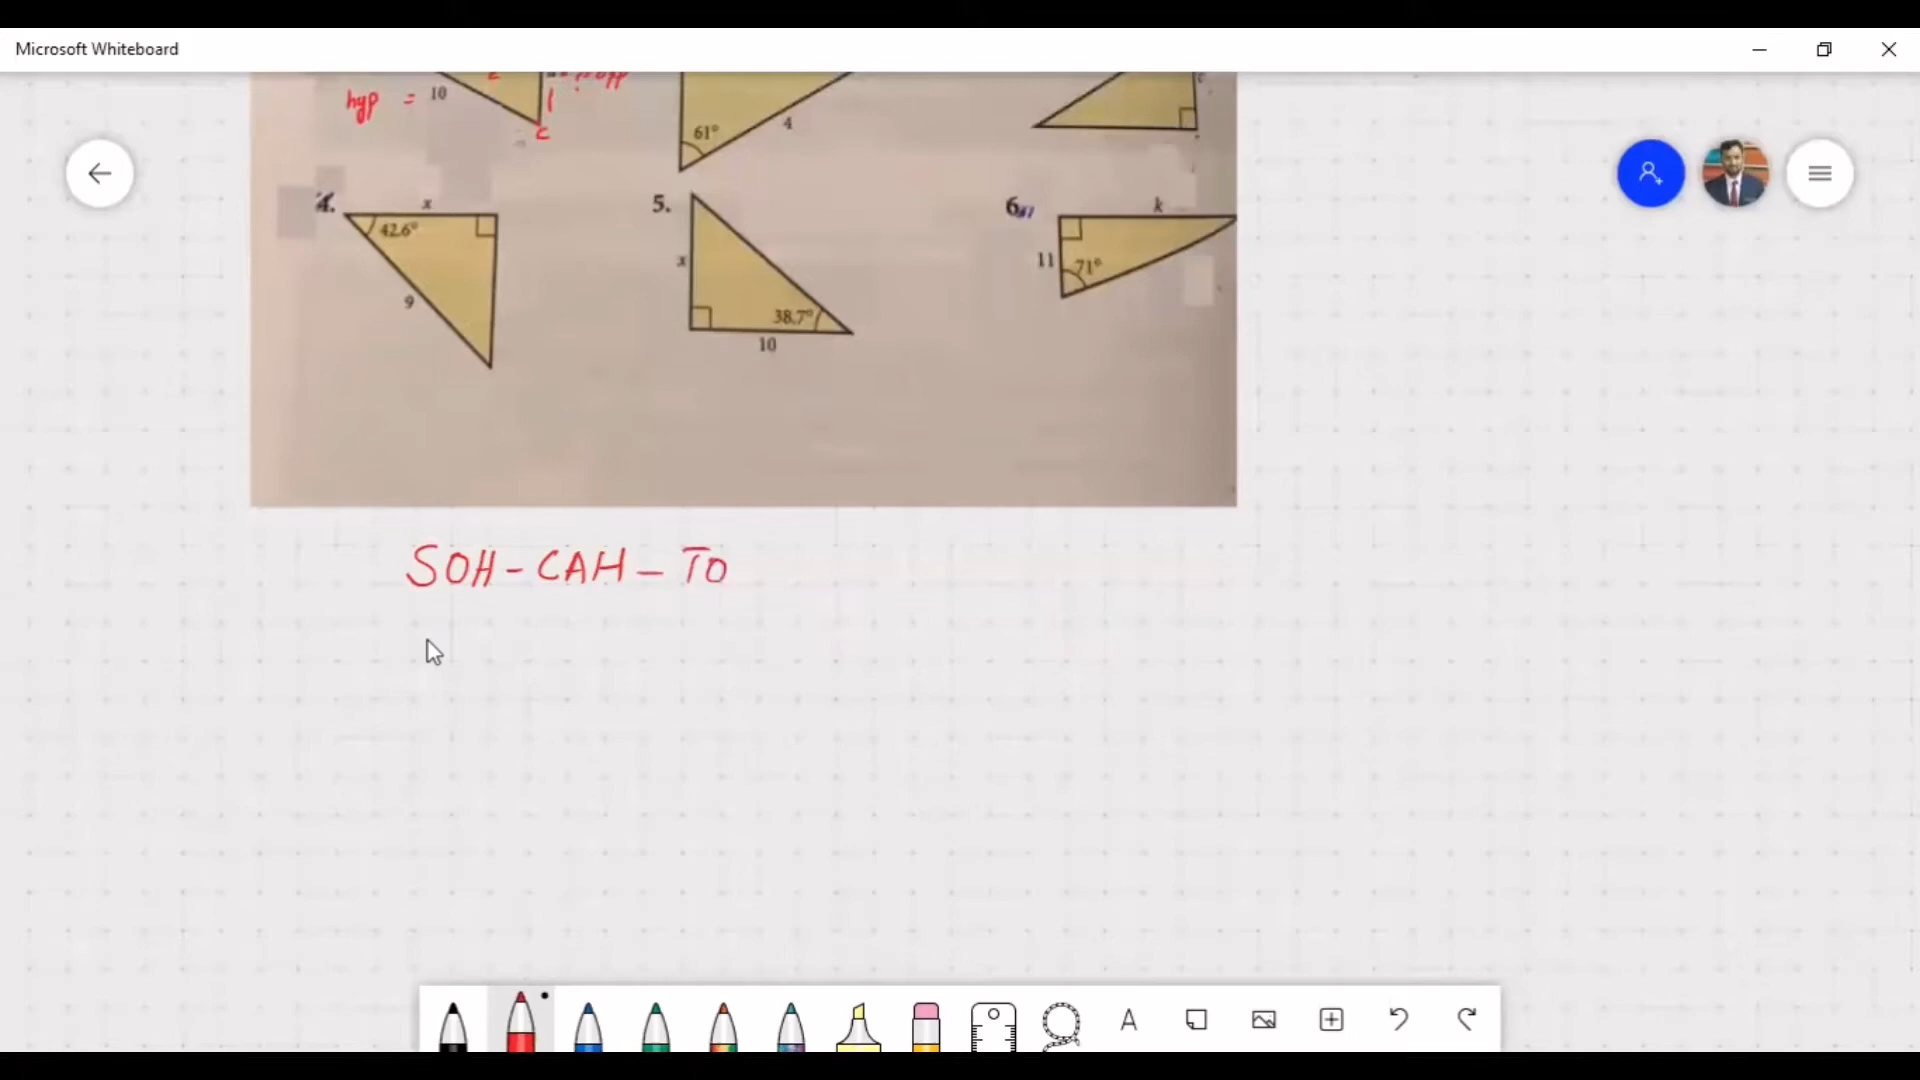 Microsoft Whiteboard
hyp = 10
c
61°
4
4.
x
42.6°
9
5.
x
38.7°
10
6.
k
11
71°
SOH - CAH - TO
A